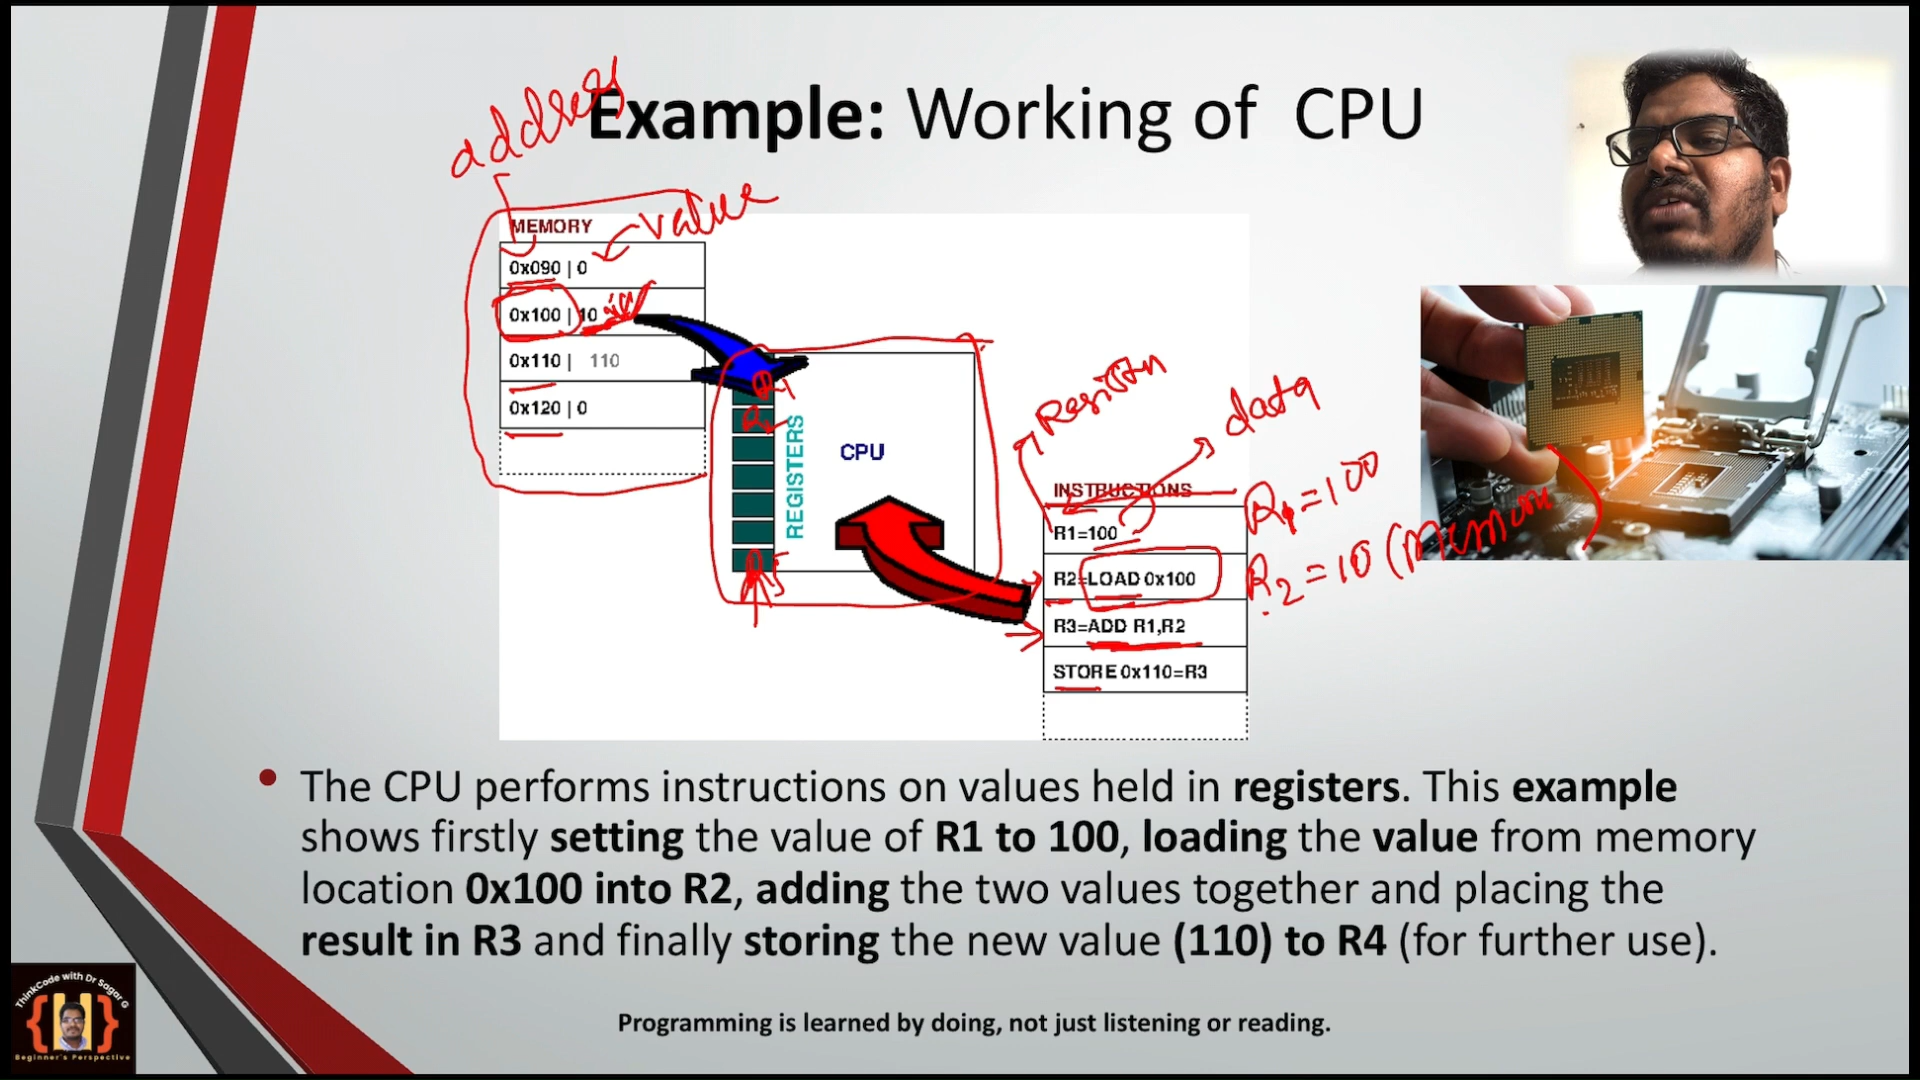 address
Example: Working of CPU
value
MEMORY
0x090 | 0
0x100 | 10
0x110 | 110
0x120 | 0
R1
REGISTERS
CPU
data
INSTRUCTIONS
R1=100
R2=LOAD 0x100
R3=ADD R1,R2
STORE 0x110=R3
R1=100
R2=10 (Memory
• The CPU performs instructions on values held in registers. This example
shows firstly setting the value of R1 to 100, loading the value from memory
location 0x100 into R2, adding the two values together and placing the
result in R3 and finally storing the new value (110) to R4 (for further use).
ThinkCode with Dr Sagar G
Beginner's Perspective
Programming is learned by doing, not just listening or reading.